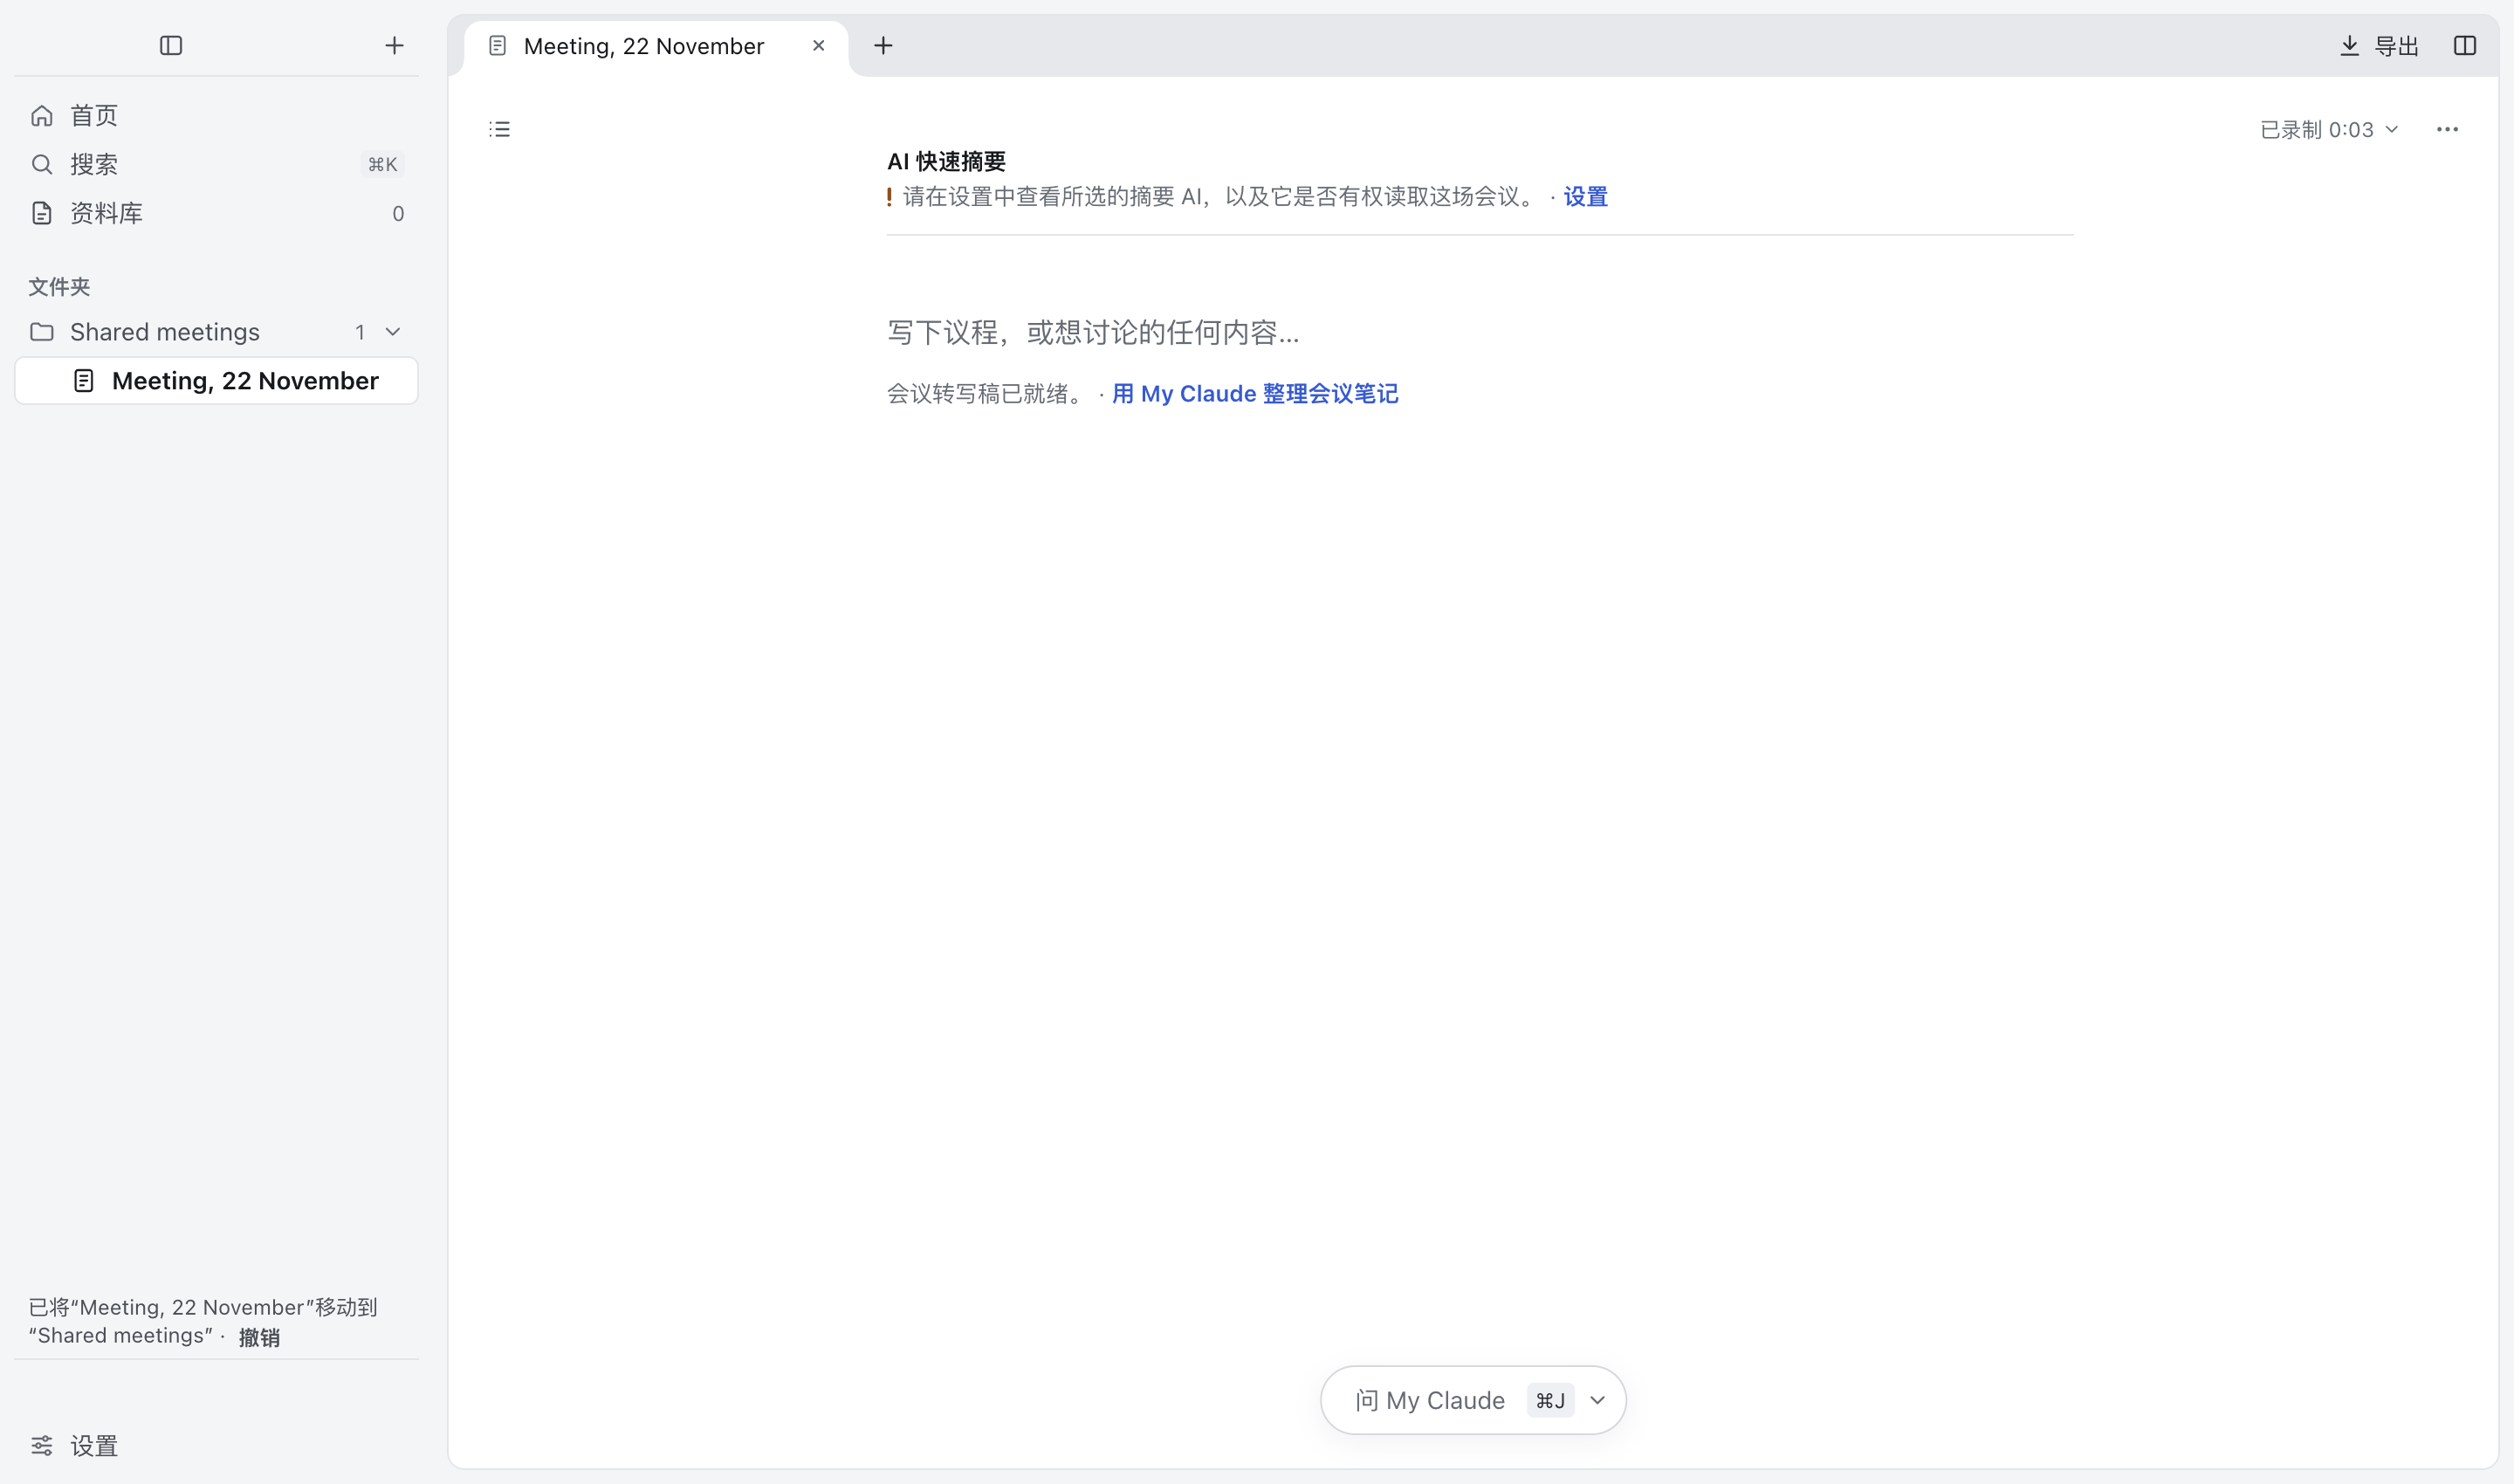 首页
搜索 ⌘K
资料库 0
文件夹
Shared meetings 1
Meeting, 22 November
已将“Meeting, 22 November”移动到
“Shared meetings” · 撤销
设置
Meeting, 22 November
导出
已录制 0:03
AI 快速摘要
! 请在设置中查看所选的摘要 AI，以及它是否有权读取这场会议。 · 设置
写下议程，或想讨论的任何内容...
会议转写稿已就绪。 · 用 My Claude 整理会议笔记
问 My Claude ⌘J